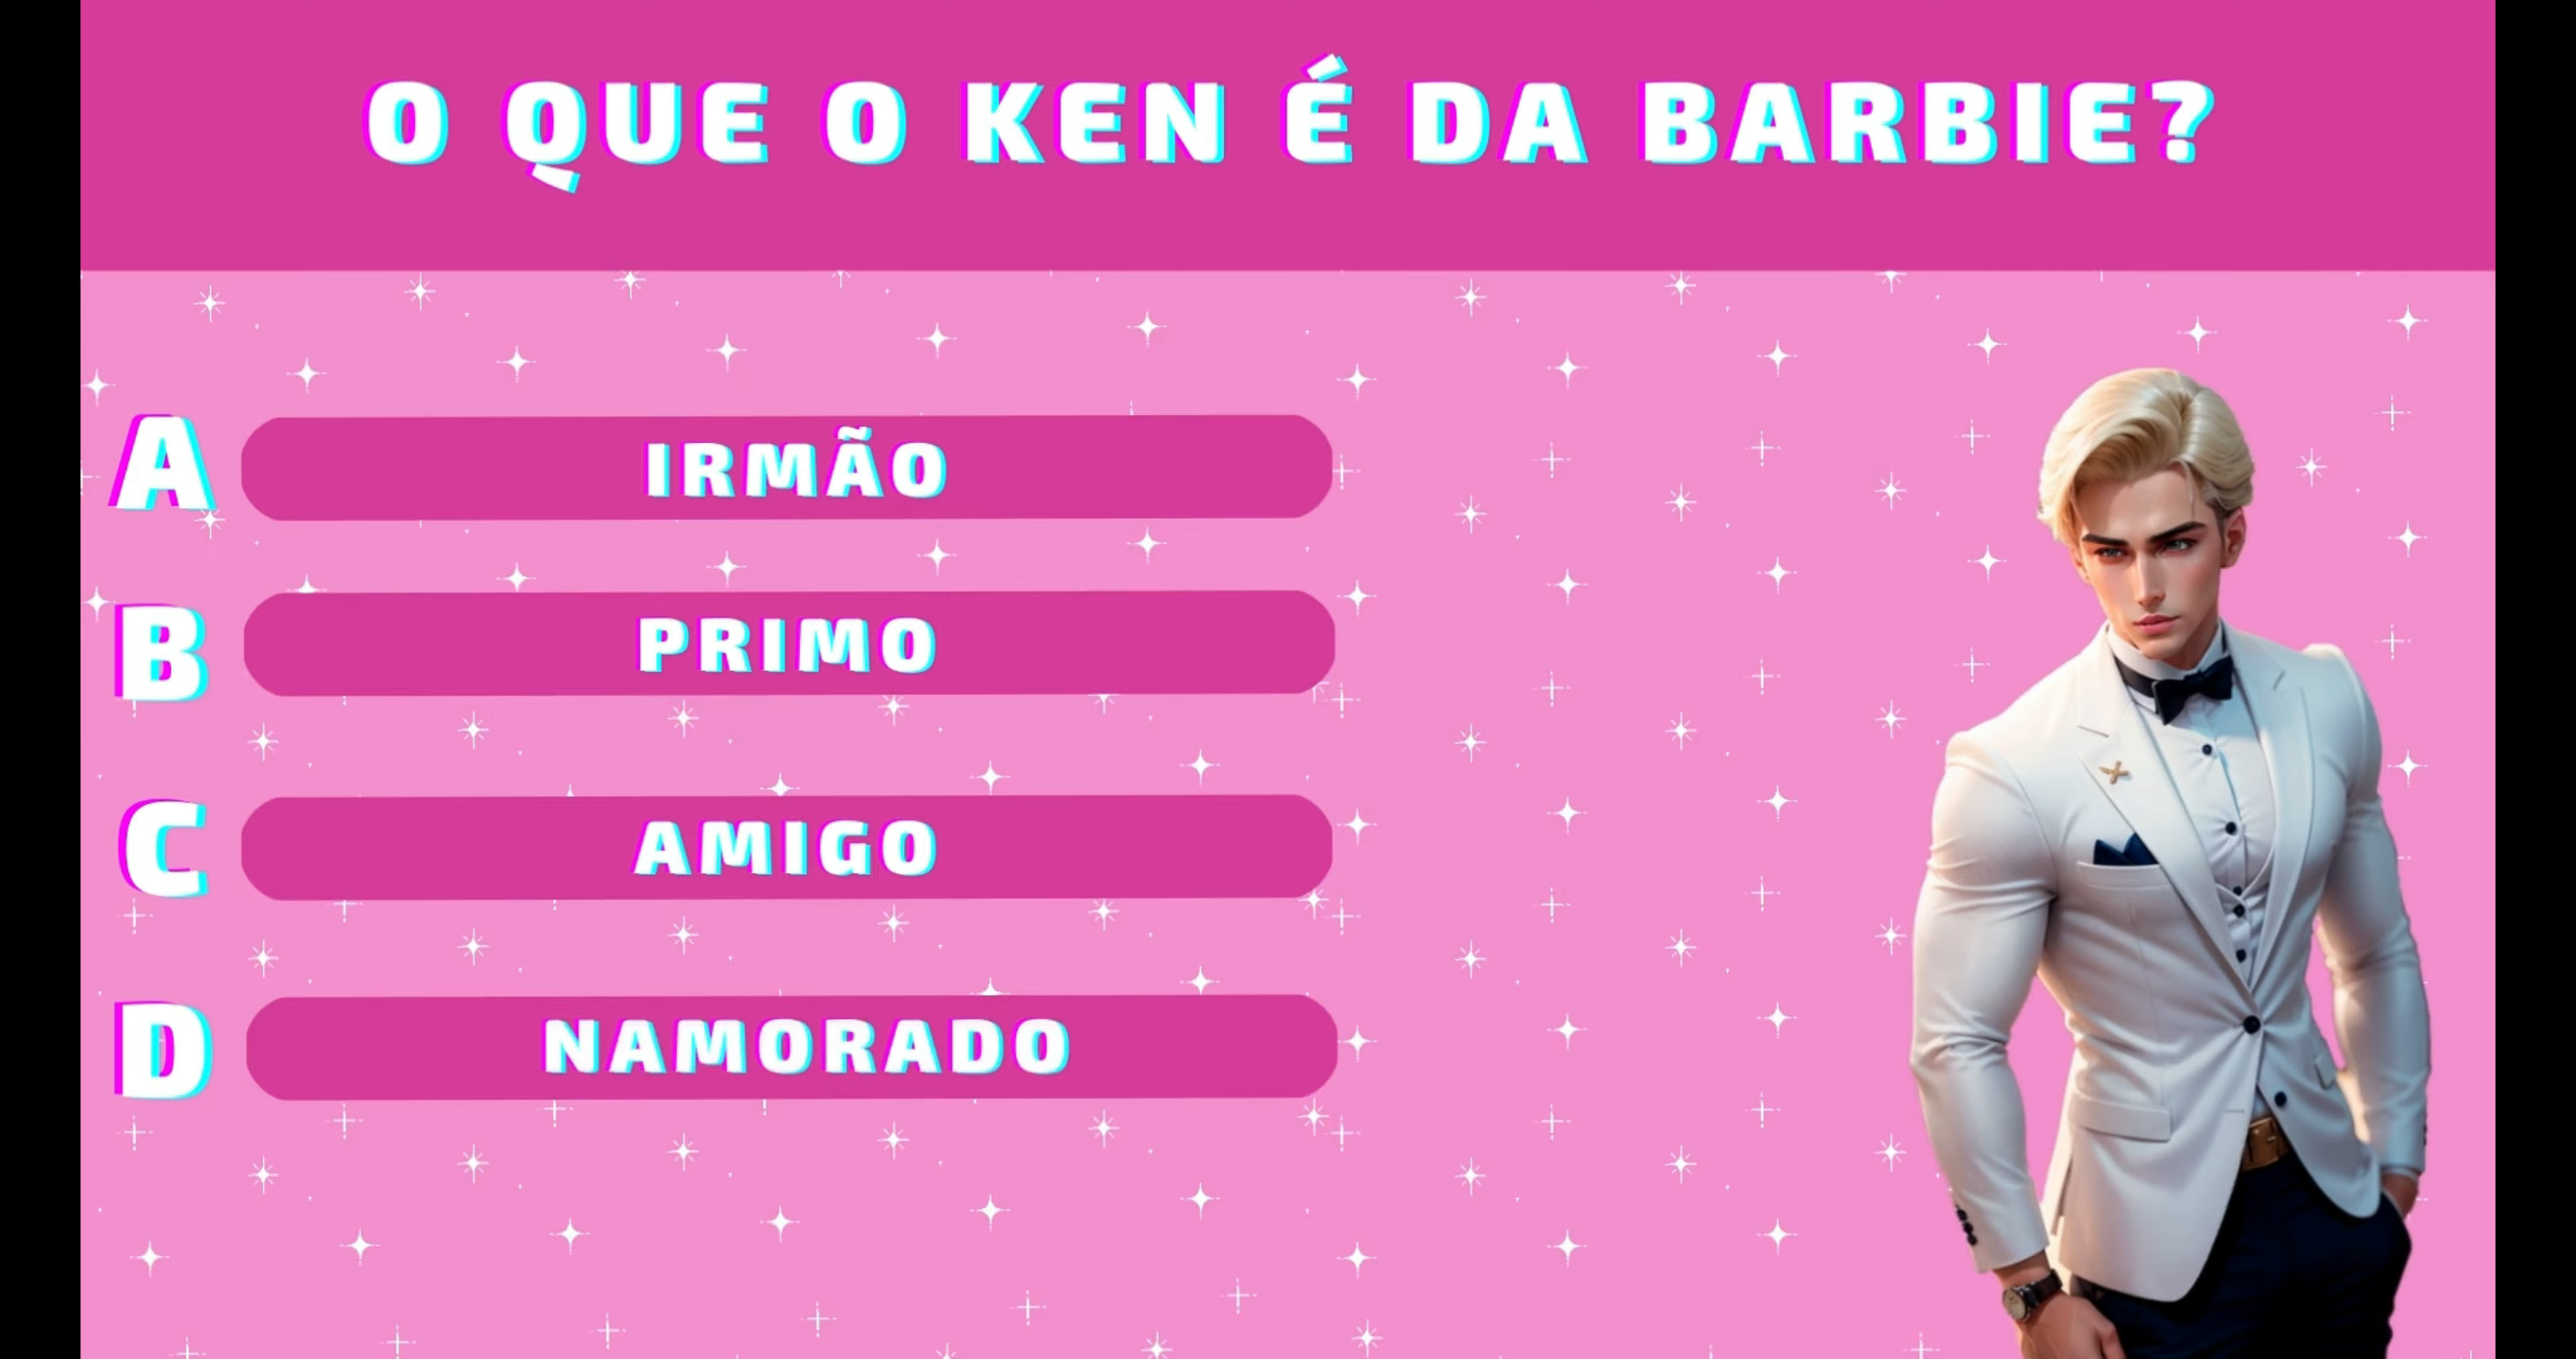 O QUE O KEN É DA BARBIE?
A IRMÃO
B PRIMO
C AMIGO
D NAMORADO